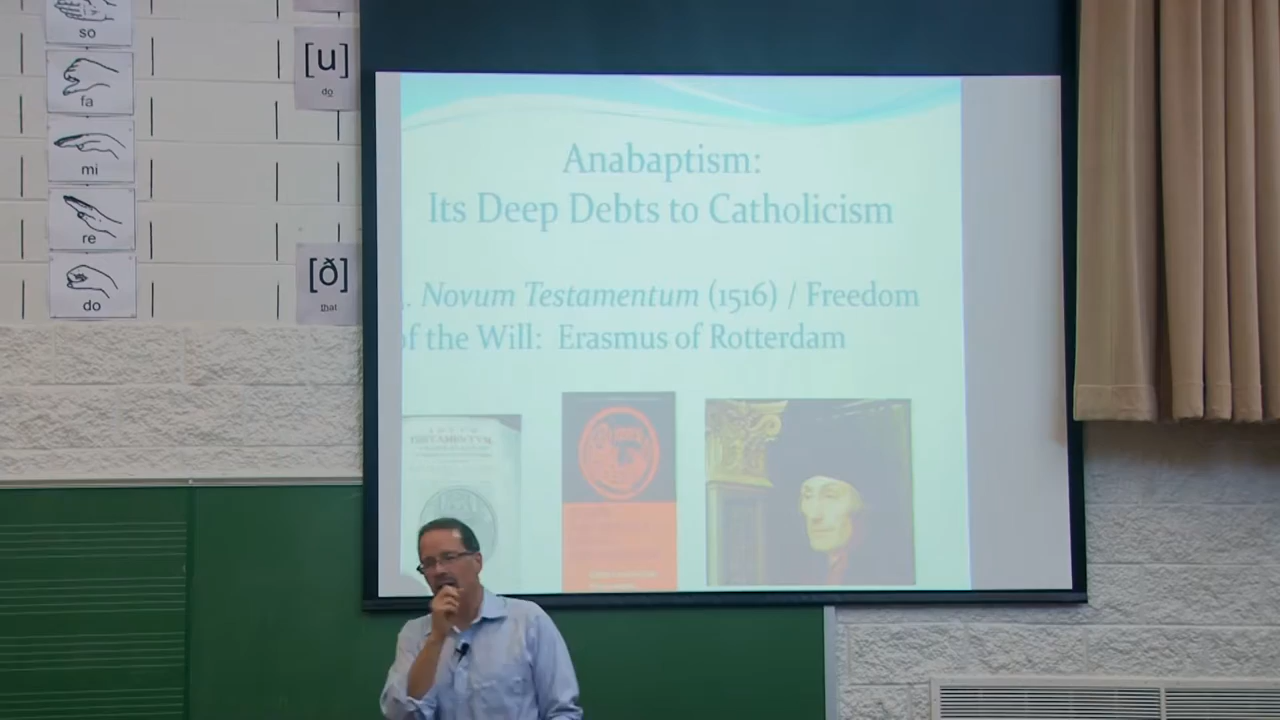 so
fa
mi
re
do
[u]
do
[ð]
that
Anabaptism:
Its Deep Debts to Catholicism
. Novum Testamentum (1516) / Freedom
of the Will: Erasmus of Rotterdam
TESTAMENTVM